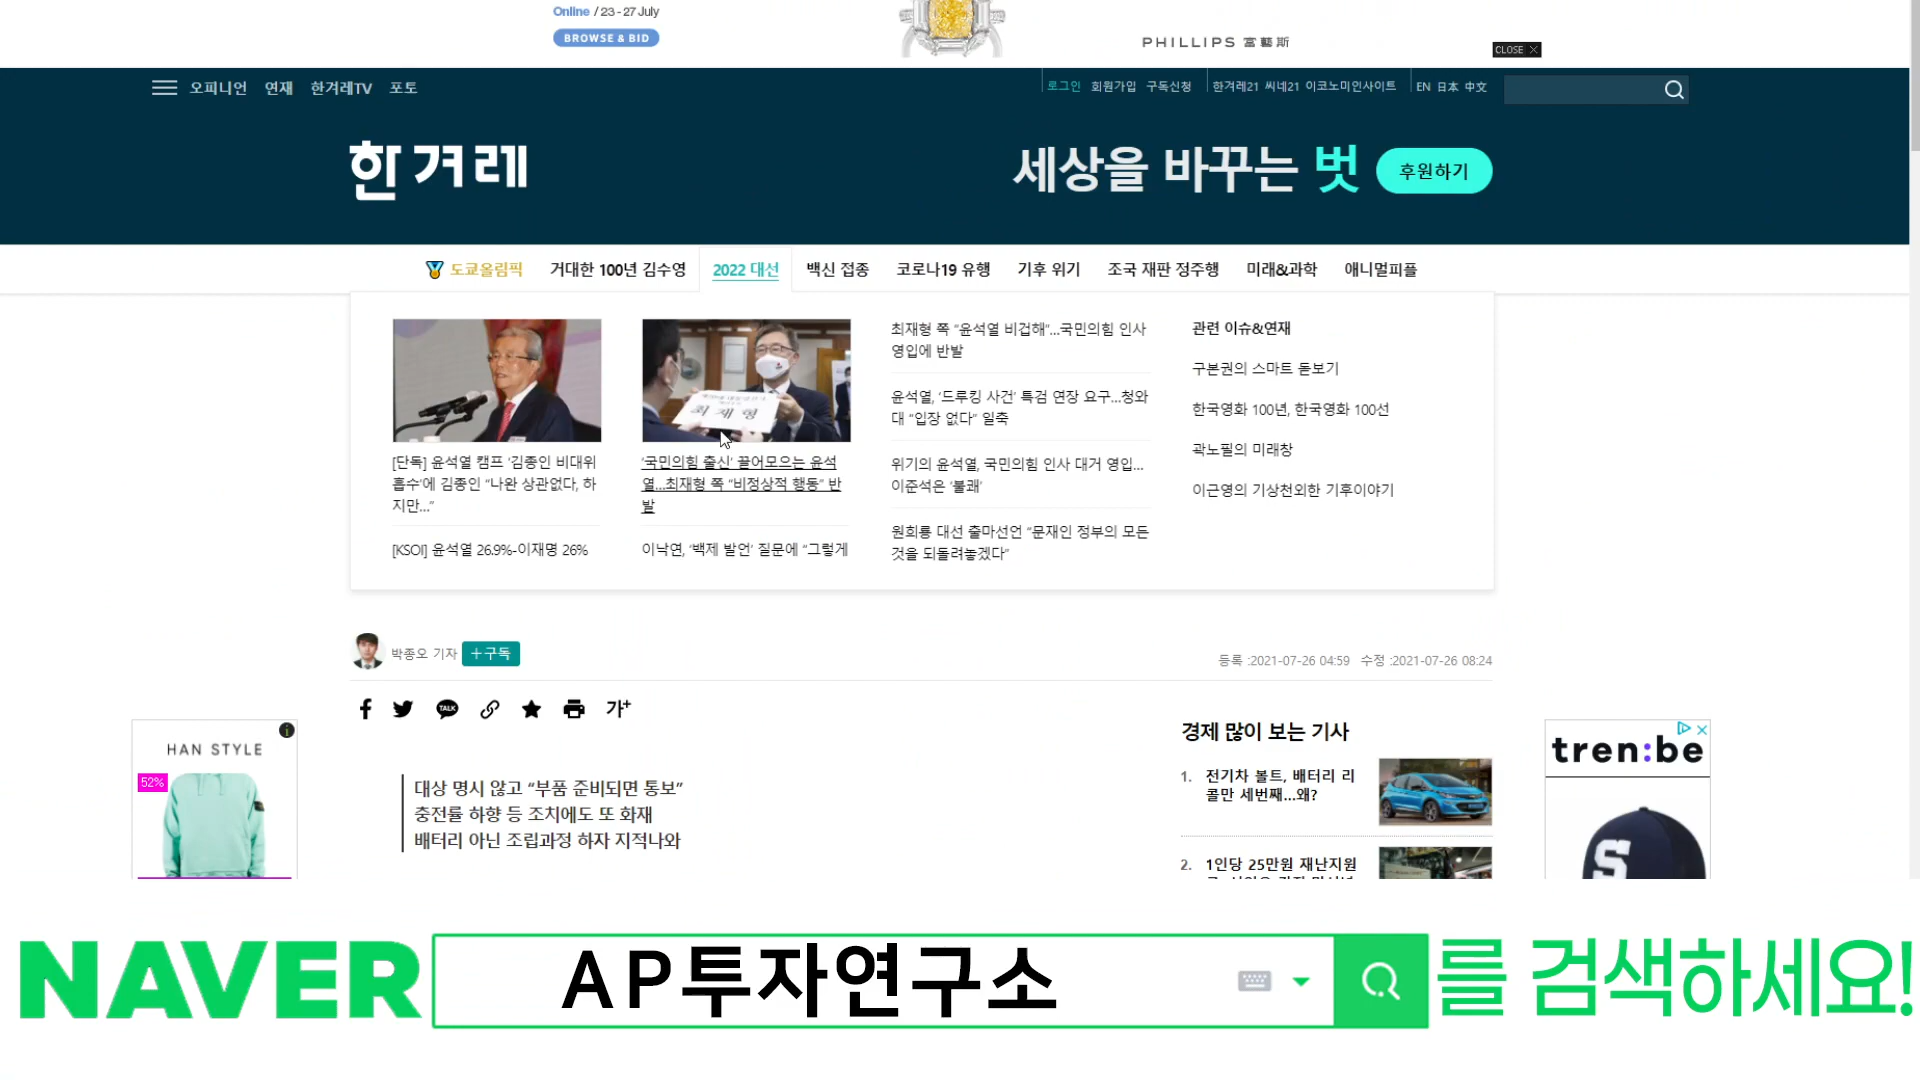 Online / 23 - 27 July
BROWSE & BID
PHILLIPS 富藝斯
CLOSE
오피니언 연재 한겨레TV 포토
로그인 회원가입 구독신청 한겨레21 씨네21 이코노미인사이트 EN 日本 中文
한겨레
세상을 바꾸는 벗 후원하기
도쿄올림픽 거대한 100년 김수영 2022 대선 백신 접종 코로나19 유행 기후 위기 조국 재판 정주행 미래&과학 애니멀피플
최재형
[단독] 윤석열 캠프 ‘김종인 비대위
흡수’에 김종인 “나완 상관없다, 하
지만…”
[KSOI] 윤석열 26.9%-이재명 26%
‘국민의힘 출신’ 끌어모으는 윤석
열…최재형 쪽 “비정상적 행동” 반
발
이낙연, ‘백제 발언’ 질문에 “그렇게
최재형 쪽 “윤석열 비겁해”…국민의힘 인사
영입에 반발
윤석열, ‘드루킹 사건’ 특검 연장 요구…청와
대 “입장 없다” 일축
위기의 윤석열, 국민의힘 인사 대거 영입…
이준석은 ‘불쾌’
원희룡 대선 출마선언 “문재인 정부의 모든
것을 되돌려놓겠다”
관련 이슈&연재
구본권의 스마트 돋보기
한국영화 100년, 한국영화 100선
곽노필의 미래창
이근영의 기상천외한 기후이야기
박종오 기자 +구독
등록 :2021-07-26 04:59 수정 :2021-07-26 08:24
TALK
가+
HAN STYLE
52%
대상 명시 않고 “부품 준비되면 통보”
충전률 하향 등 조치에도 또 화재
배터리 아닌 조립과정 하자 지적나와
경제 많이 보는 기사
1. 전기차 볼트, 배터리 리
콜만 세번째…왜?
2. 1인당 25만원 재난지원
tren:be
S
NAVER AP투자연구소 를 검색하세요!